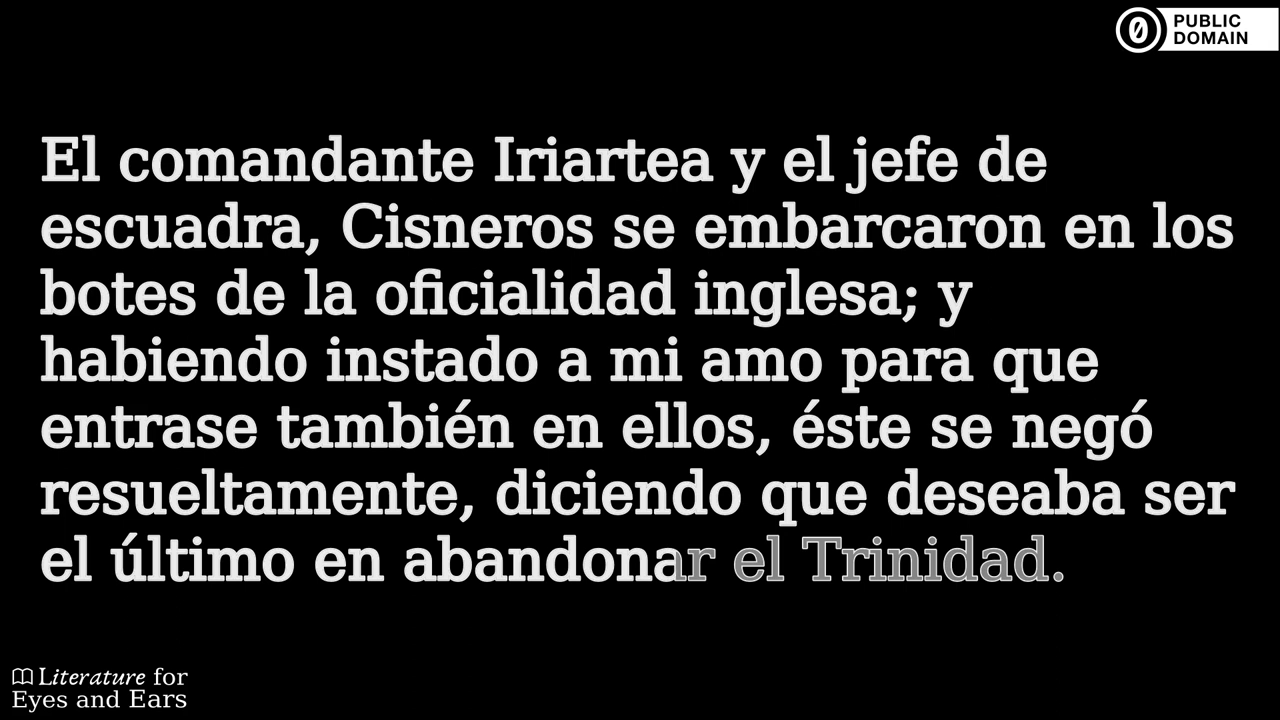 PUBLIC
DOMAIN
El comandante Iriartea y el jefe de
escuadra, Cisneros se embarcaron en los
botes de la oficialidad inglesa; y
habiendo instado a mi amo para que
entrase también en ellos, éste se negó
resueltamente, diciendo que deseaba ser
el último en abandonar el Trinidad.
Literature for
Eyes and Ears